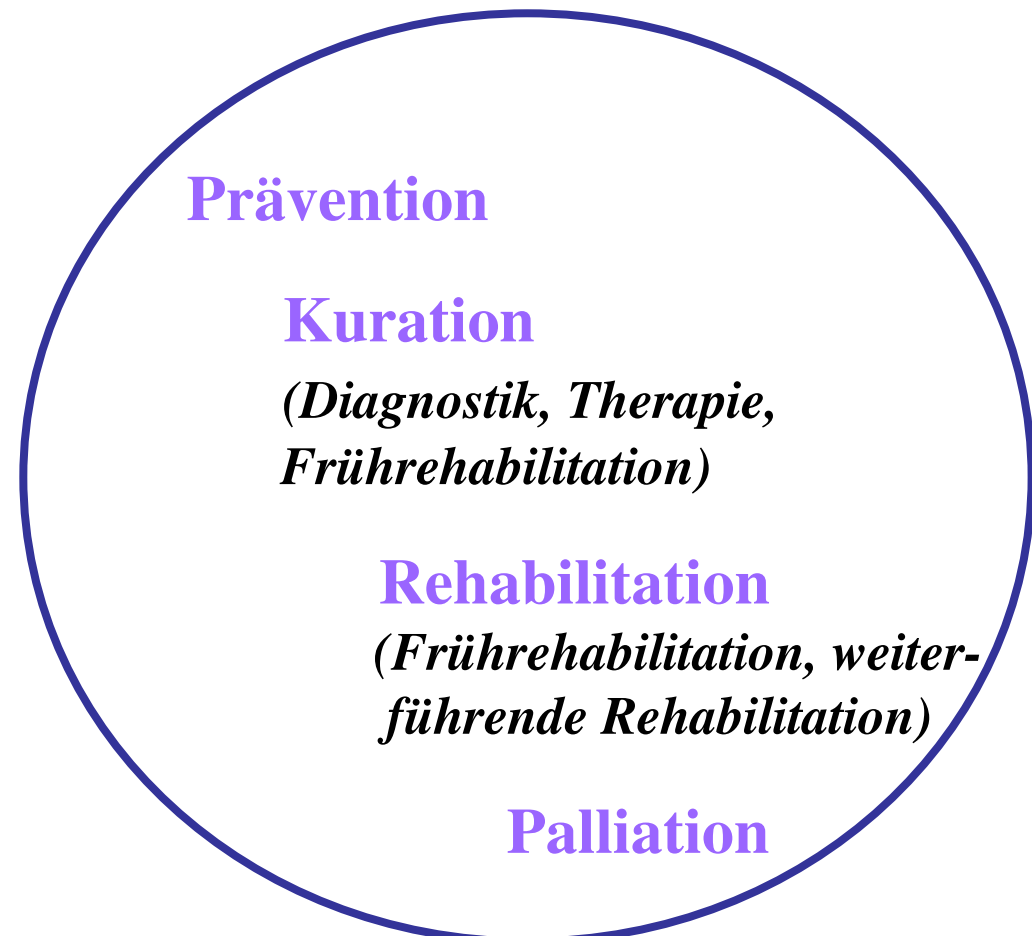 Prävention
Kuration
(Diagnostik, Therapie,
Frührehabilitation)
Rehabilitation
(Frührehabilitation, weiter-
führende Rehabilitation)
Palliation